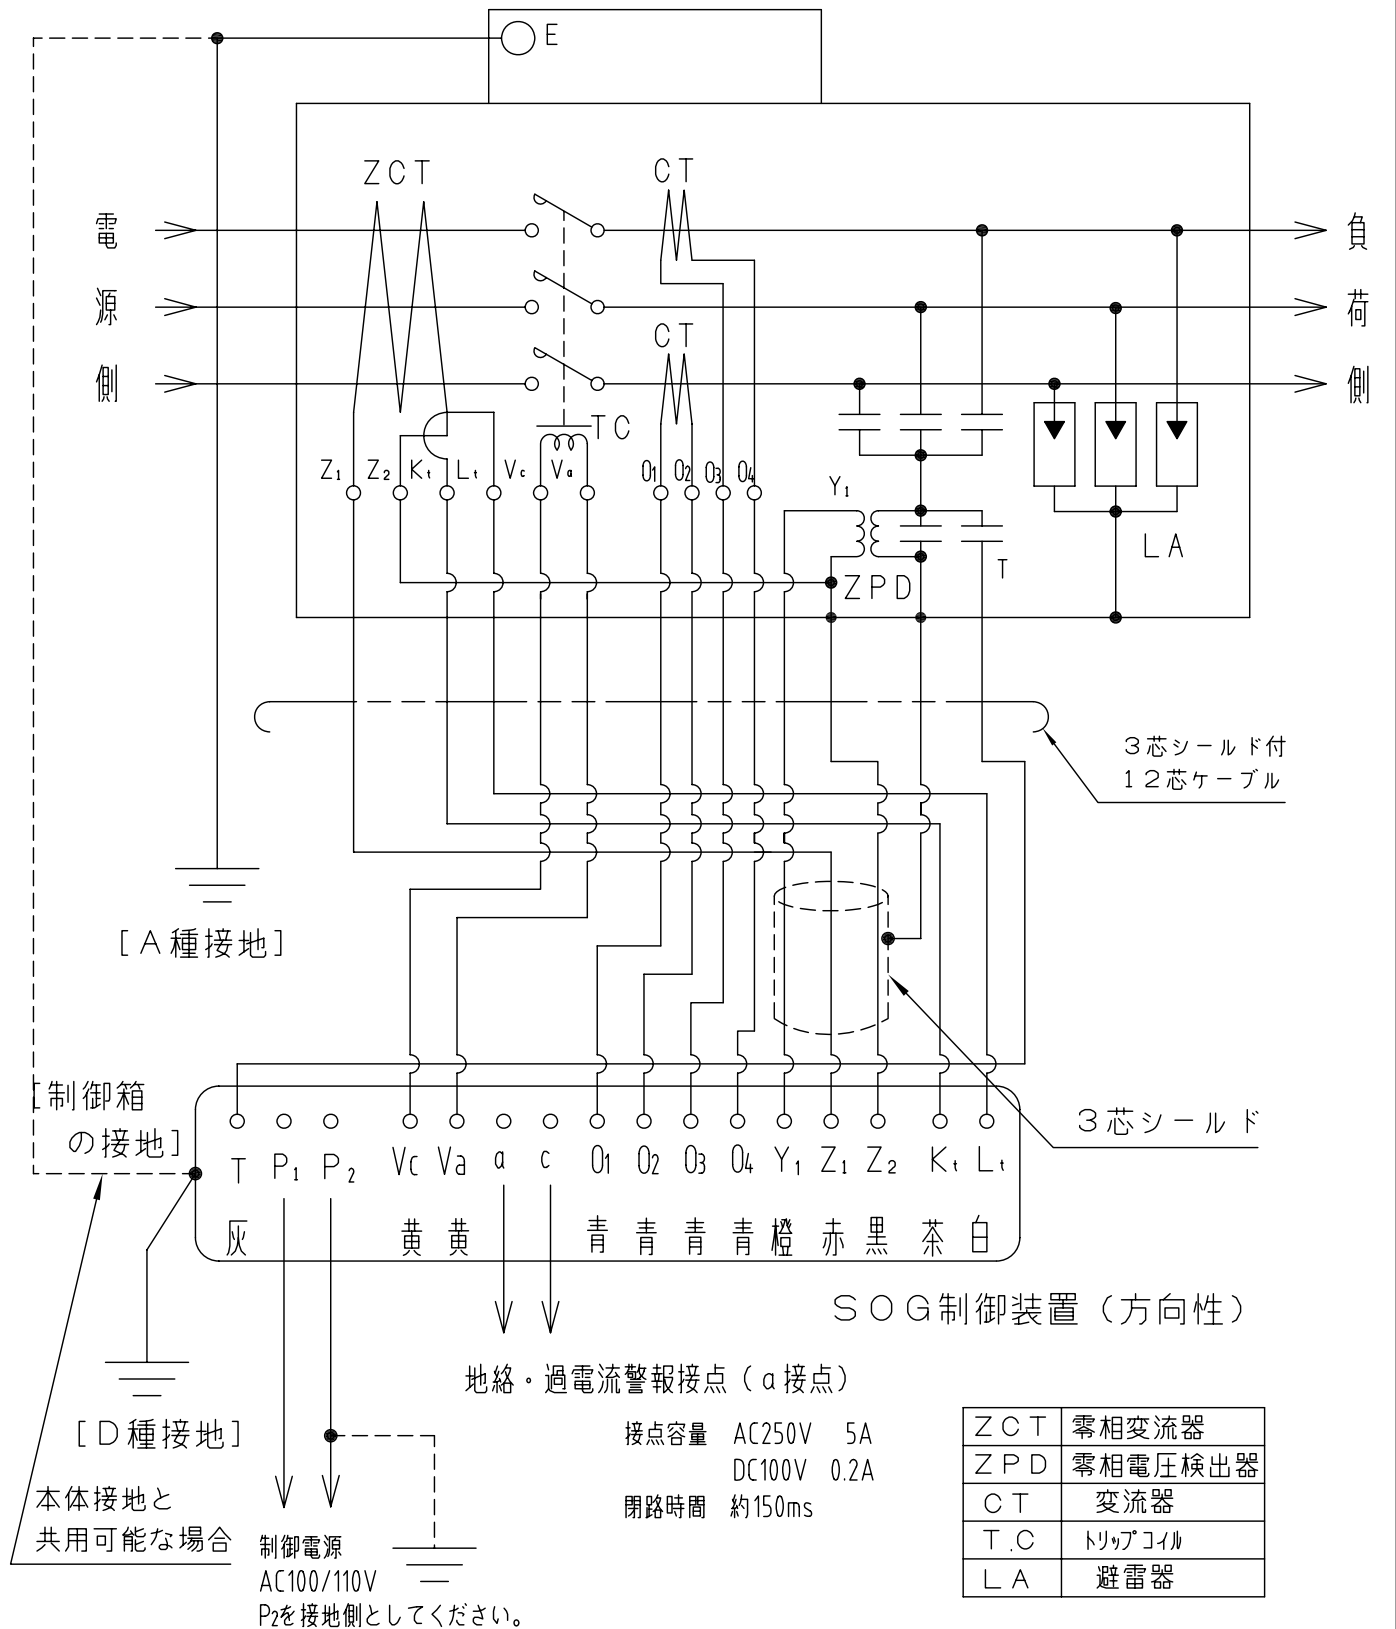 E
ZCT
CT
電
源
側
負
荷
側
CT
TC
Z1 Z2 Kt Lt Vc Va O1 O2 O3 O4
Y1
ZPD
T
LA
3芯シールド付
12芯ケーブル
[A種接地]
[制御箱
の接地]
3芯シールド
T P1 P2 Vc Va a c O1 O2 O3 O4 Y1 Z1 Z2 Kt Lt
灰 黄 黄 青 青 青 青 橙 赤 黒 茶 白
SOG制御装置(方向性)
地絡・過電流警報接点(a接点)
接点容量 AC250V 5A
DC100V 0.2A
閉路時間 約150ms
[D種接地]
本体接地と
共用可能な場合
制御電源
AC100/110V
P2を接地側としてください。
ZCT 零相変流器
ZPD 零相電圧検出器
CT 変流器
T.C トリップコイル
LA 避雷器